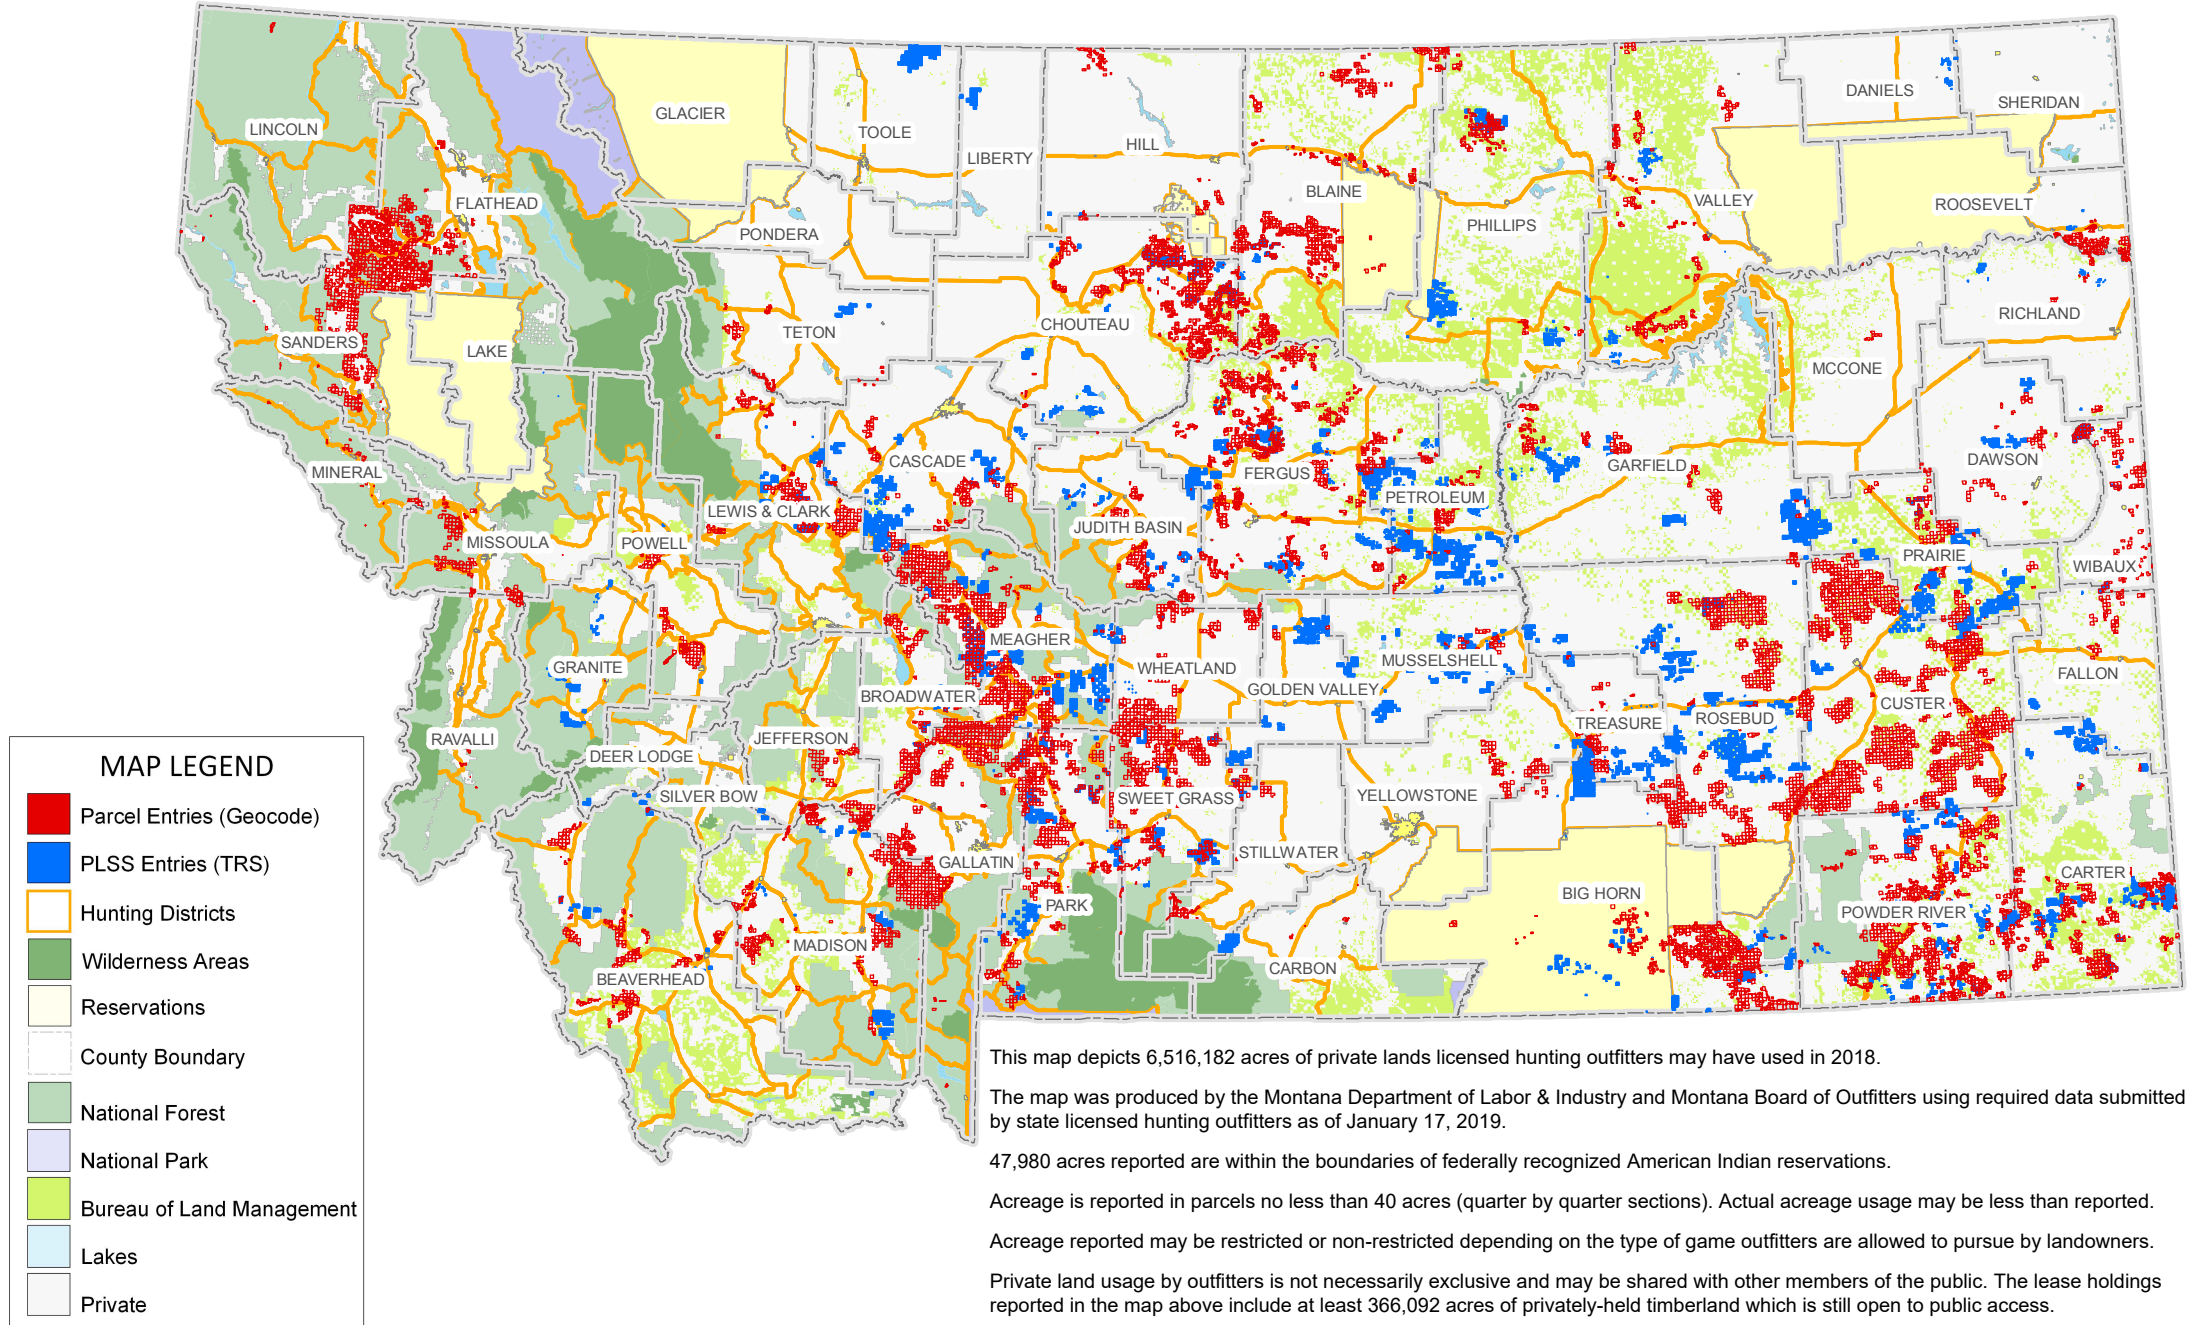 GLACIER
DANIELS
SHERIDAN
LINCOLN
TOOLE
HILL
LIBERTY
BLAINE
FLATHEAD
VALLEY
ROOSEVELT
PHILLIPS
PONDERA
RICHLAND
CHOUTEAU
TETON
SANDERS
LAKE
MCCONE
CASCADE
DAWSON
GARFIELD
MINERAL
FERGUS
PETROLEUM
LEWIS & CLARK
JUDITH BASIN
MISSOULA
POWELL
PRAIRIE
WIBAUX
MEAGHER
GRANITE
WHEATLAND
MUSSELSHELL
FALLON
GOLDEN VALLEY
BROADWATER
CUSTER
TREASURE
ROSEBUD
RAVALLI
JEFFERSON
DEER LODGE
SILVER BOW
SWEET GRASS
YELLOWSTONE
STILLWATER
GALLATIN
CARTER
BIG HORN
PARK
POWDER RIVER
MADISON
CARBON
BEAVERHEAD
MAP LEGEND
Parcel Entries (Geocode)
PLSS Entries (TRS)
Hunting Districts
Wilderness Areas
Reservations
County Boundary
National Forest
National Park
Bureau of Land Management
Lakes
Private
This map depicts 6,516,182 acres of private lands licensed hunting outfitters may have used in 2018.
The map was produced by the Montana Department of Labor & Industry and Montana Board of Outfitters using required data submitted
by state licensed hunting outfitters as of January 17, 2019.
47,980 acres reported are within the boundaries of federally recognized American Indian reservations.
Acreage is reported in parcels no less than 40 acres (quarter by quarter sections). Actual acreage usage may be less than reported.
Acreage reported may be restricted or non-restricted depending on the type of game outfitters are allowed to pursue by landowners.
Private land usage by outfitters is not necessarily exclusive and may be shared with other members of the public. The lease holdings
reported in the map above include at least 366,092 acres of privately-held timberland which is still open to public access.